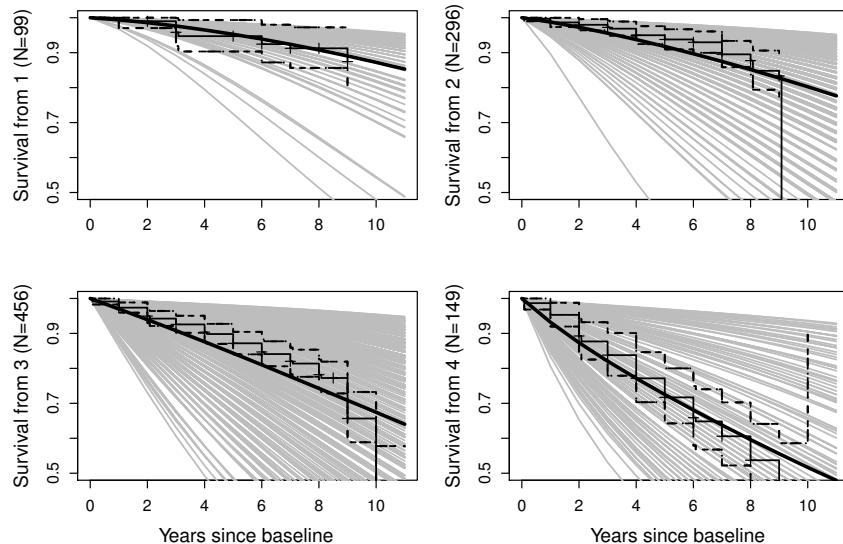 Survival from 1 (N=99)
0.5 0.7 0.9
0 2 4 6 8 10
Survival from 2 (N=296)
0.5 0.7 0.9
0 2 4 6 8 10
Survival from 3 (N=456)
0.5 0.7 0.9
0 2 4 6 8 10
Years since baseline
Survival from 4 (N=149)
0.5 0.7 0.9
0 2 4 6 8 10
Years since baseline